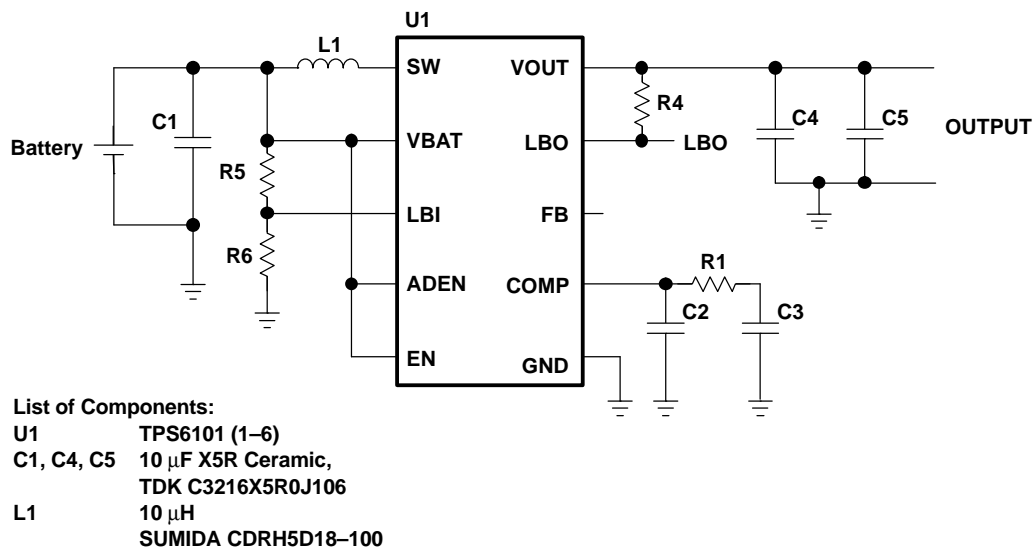 U1
L1
SW
VOUT
R4
C1
C4
C5
OUTPUT
Battery
VBAT
LBO
LBO
R5
LBI
FB
R6
R1
ADEN
COMP
C2
C3
EN
GND
List of Components:
U1 TPS6101 (1–6)
C1, C4, C5 10 μF X5R Ceramic,
TDK C3216X5R0J106
L1 10 μH
SUMIDA CDRH5D18–100